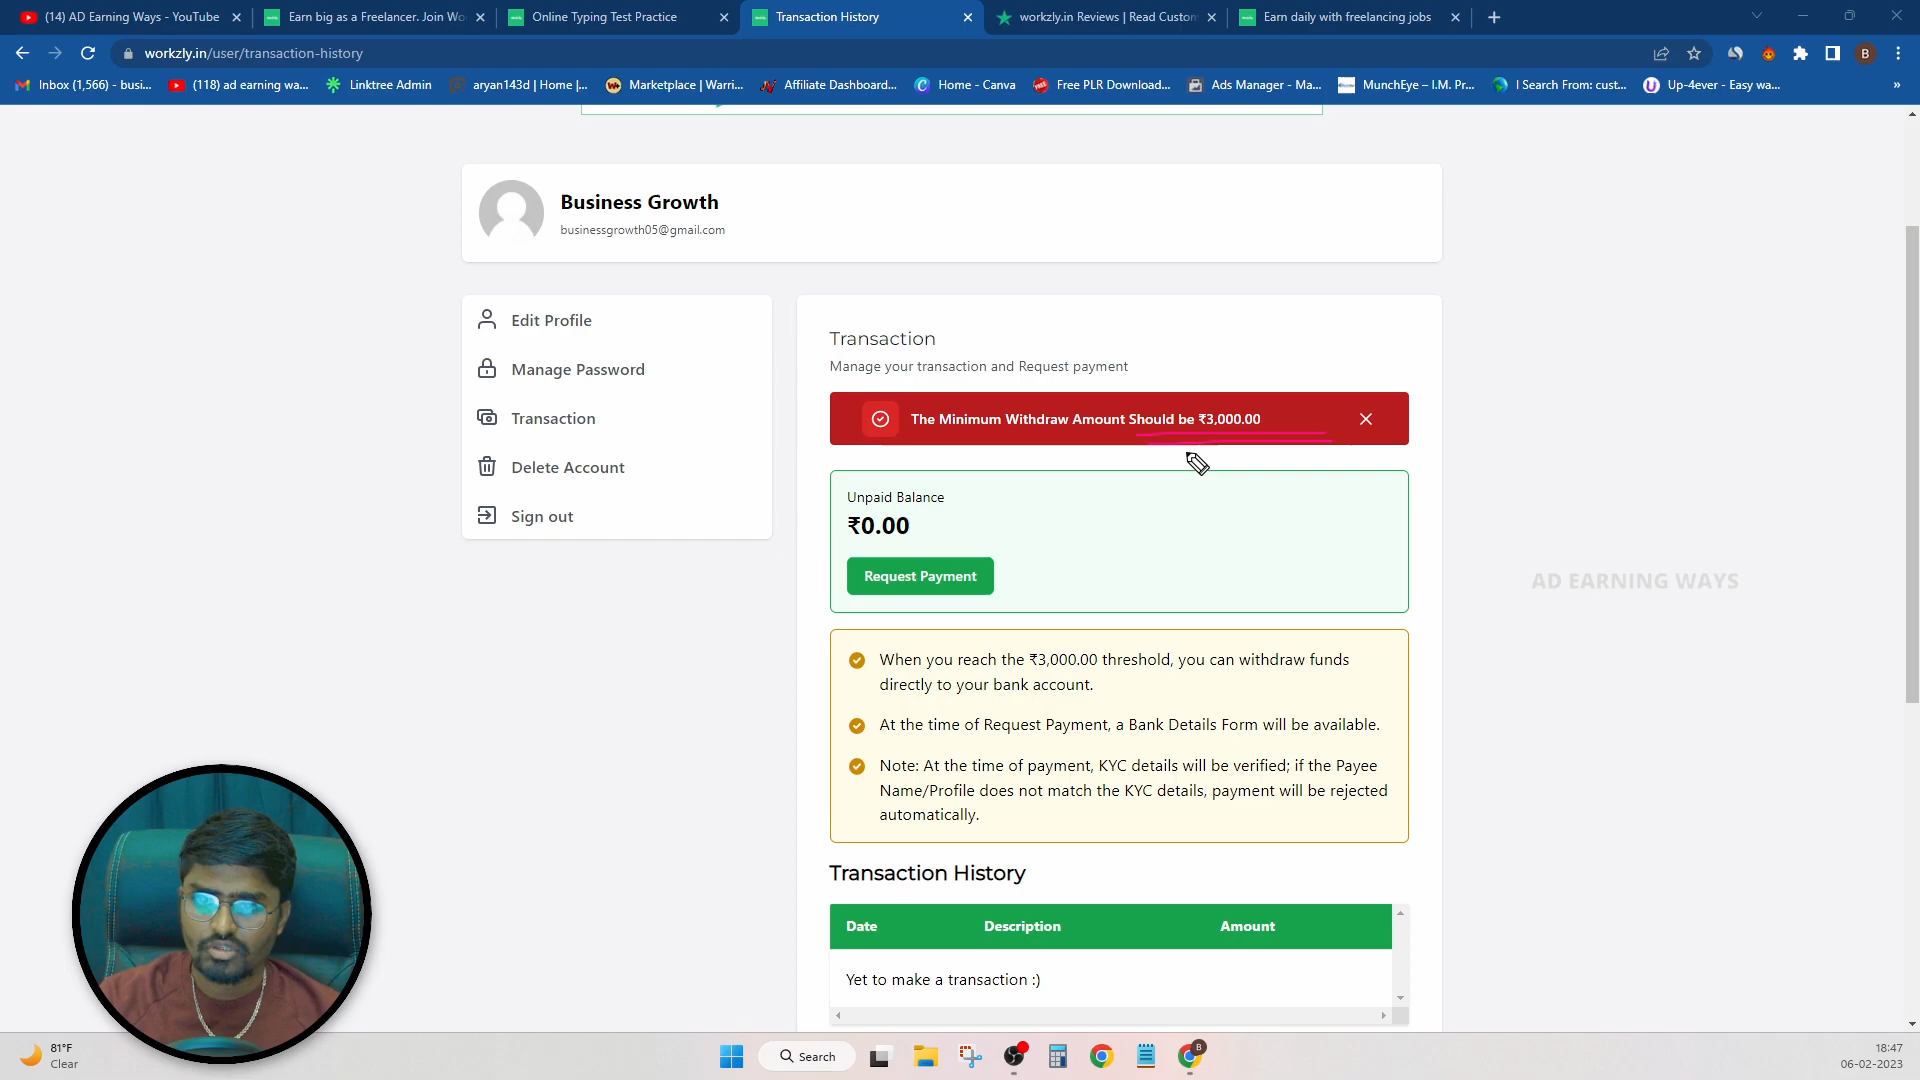 (14) AD Earning Ways - YouTube
Earn big as a Freelancer. Join Wo
Online Typing Test Practice
Transaction History
workzly.in Reviews | Read Custom
Earn daily with freelancing jobs
workzly.in/user/transaction-history
B
Inbox (1,566) - busi...
(118) ad earning wa...
Linktree Admin
aryan143d | Home |...
Marketplace | Warri...
Affiliate Dashboard...
Home - Canva
Free PLR Download...
Ads Manager - Ma...
MunchEye – I.M. Pr...
I Search From: cust...
Up-4ever - Easy wa...
»
Business Growth
businessgrowth05@gmail.com
Edit Profile
Manage Password
Transaction
Delete Account
Sign out
Transaction
Manage your transaction and Request payment
The Minimum Withdraw Amount Should be ₹3,000.00
Unpaid Balance
₹0.00
Request Payment
AD EARNING WAYS
When you reach the ₹3,000.00 threshold, you can withdraw funds
directly to your bank account.
At the time of Request Payment, a Bank Details Form will be available.
Note: At the time of payment, KYC details will be verified; if the Payee
Name/Profile does not match the KYC details, payment will be rejected
automatically.
Transaction History
Date Description Amount
Yet to make a transaction :)
81°F
Clear
Search
B
18:47
06-02-2023